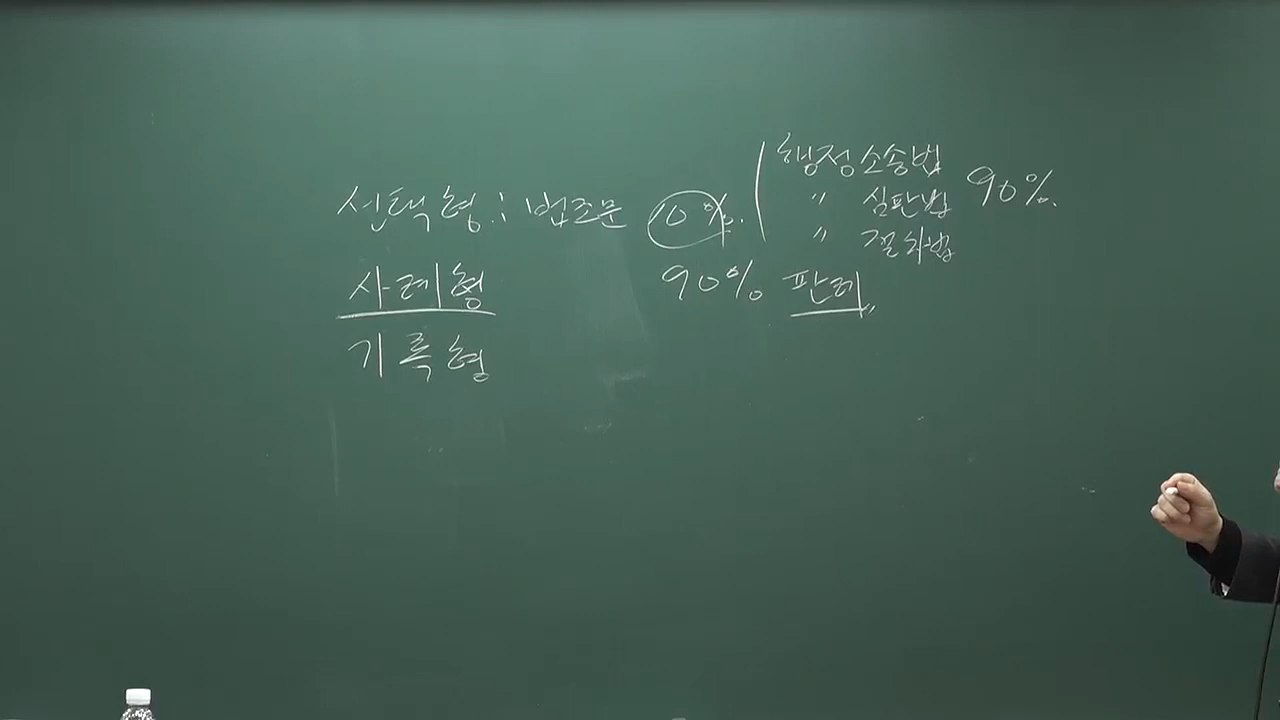 행정소송법
선택형 : 법조문 10%. 〃 심판법 90%.
〃 절차법
사례형 90% 판례〃
기록형